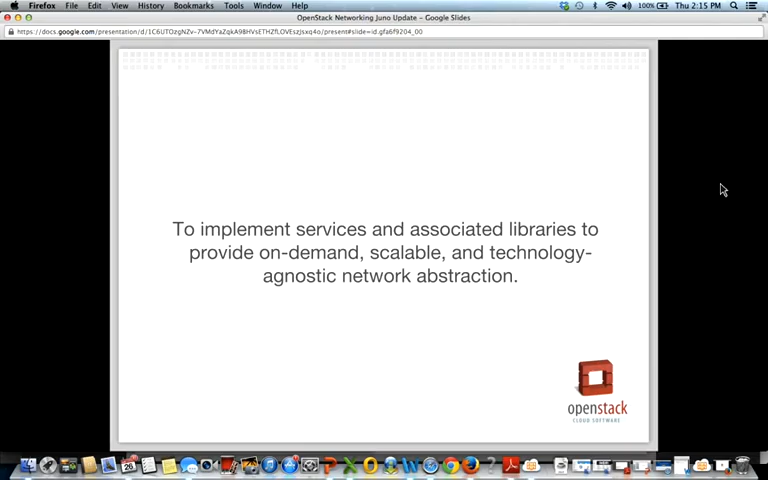 Firefox File Edit View History Bookmarks Tools Window Help 100% Thu 2:15 PM
OpenStack Networking Juno Update - Google Slides
To implement services and associated libraries to
provide on-demand, scalable, and technology-
agnostic network abstraction.
openstack
CLOUD SOFTWARE